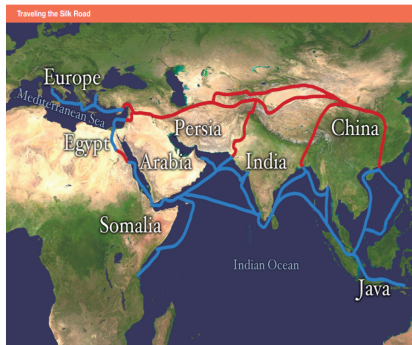 Traveling the Silk Road
Europe
Mediterranean Sea
Egypt
Persia
China
Arabia
India
Somalia
Indian Ocean
Java